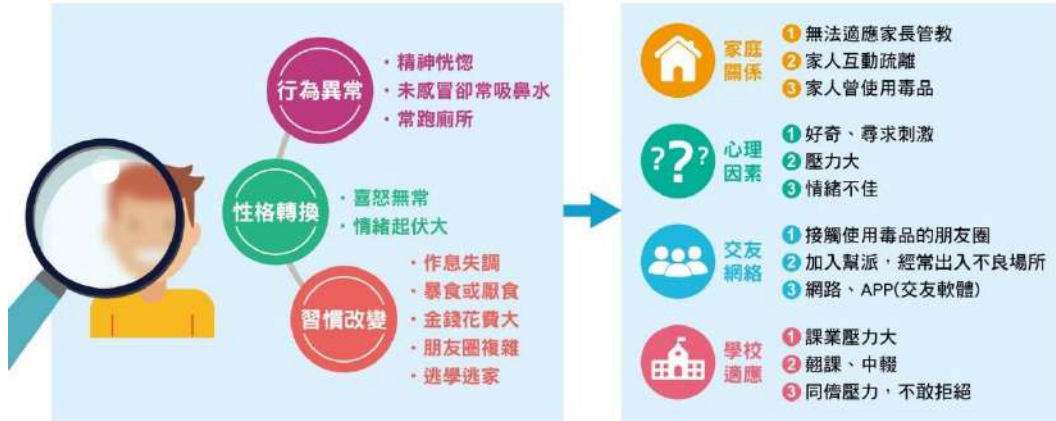 行為異常
・精神恍惚
・未感冒卻常吸鼻水
・常跑廁所
性格轉換
・喜怒無常
・情緒起伏大
習慣改變
・作息失調
・暴食或厭食
・金錢花費大
・朋友圈複雜
・逃學逃家
家庭
關係
1 無法適應家長管教
2 家人互動疏離
3 家人曾使用毒品
???
心理
因素
1 好奇、尋求刺激
2 壓力大
3 情緒不佳
交友
網絡
1 接觸使用毒品的朋友圈
2 加入幫派，經常出入不良場所
3 網路、APP(交友軟體)
學校
適應
1 課業壓力大
2 翹課、中輟
3 同儕壓力，不敢拒絕